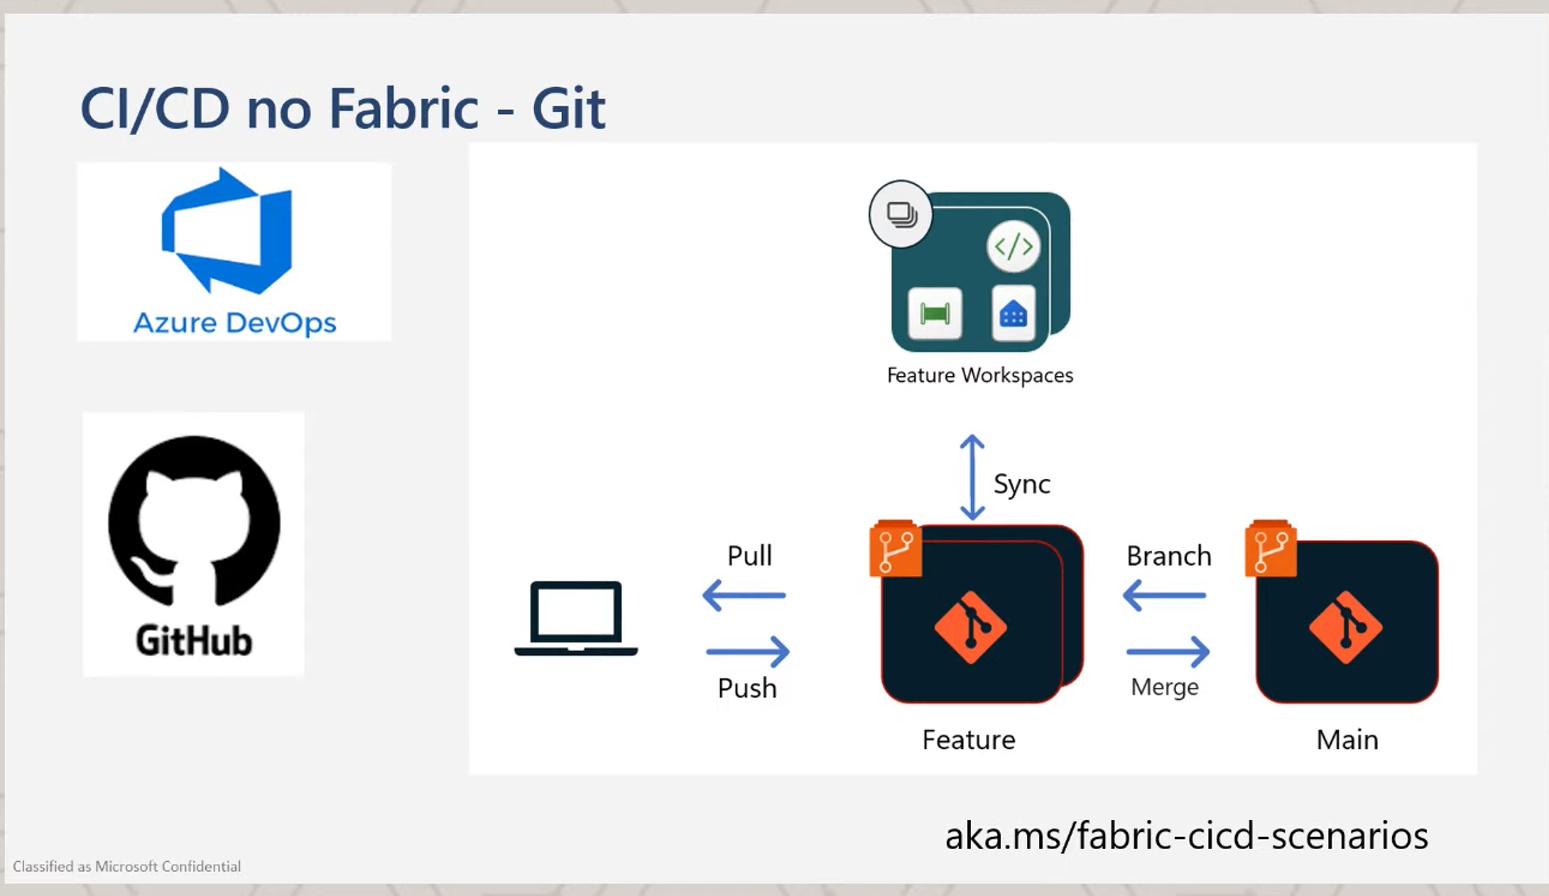 CI/CD no Fabric - Git
Azure DevOps
GitHub
</>
Feature Workspaces
Sync
Pull
Push
Branch
Merge
Feature
Main
aka.ms/fabric-cicd-scenarios
Classified as Microsoft Confidential